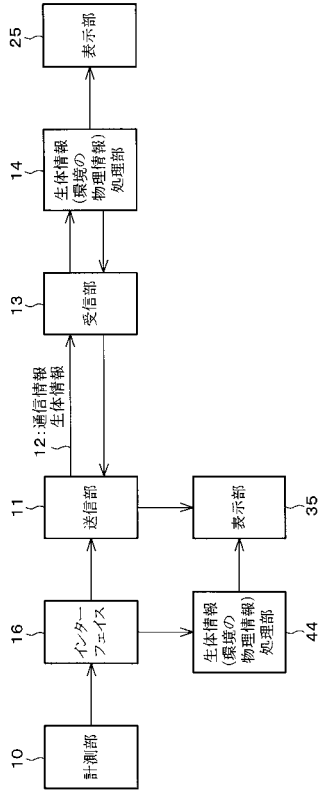 10
計測部
16
インター
フェイス
11
送信部
12:通信情報
生体情報
13
受信部
14
生体情報
(環境の
物理情報)
処理部
25
表示部
44
生体情報
(環境の
物理情報)
処理部
35
表示部